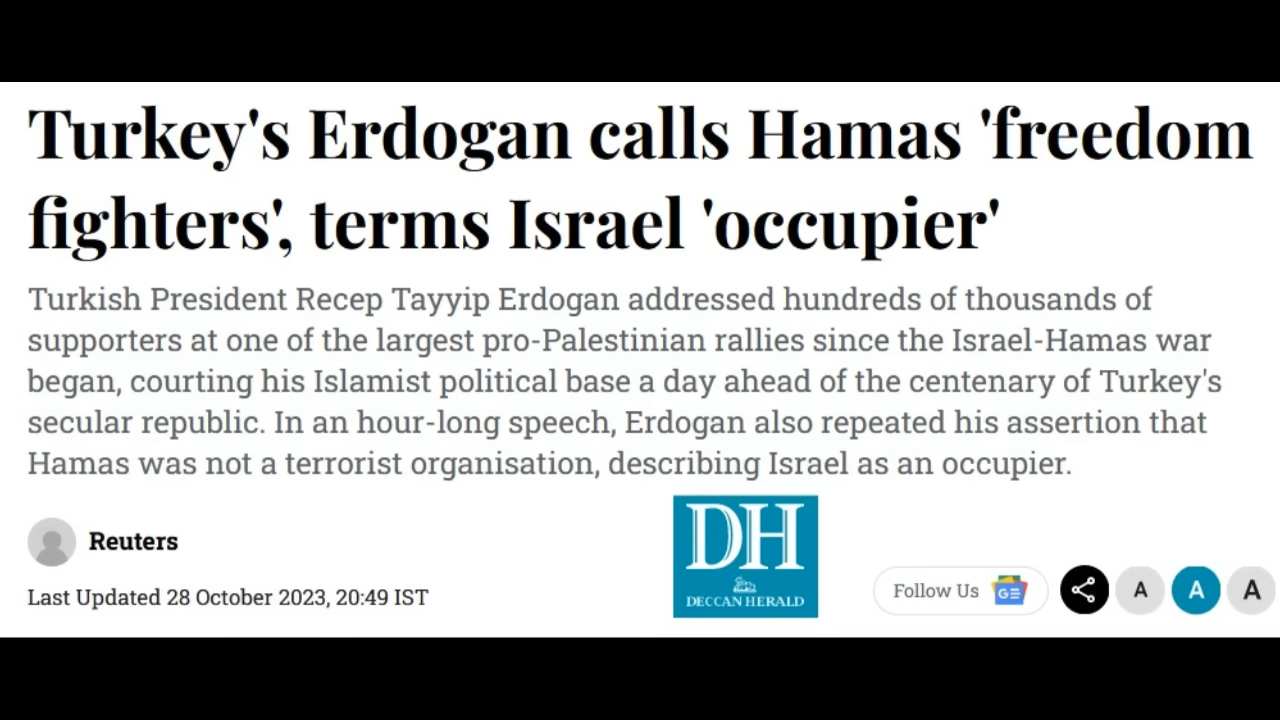 Turkey's Erdogan calls Hamas 'freedom
fighters', terms Israel 'occupier'
Turkish President Recep Tayyip Erdogan addressed hundreds of thousands of
supporters at one of the largest pro-Palestinian rallies since the Israel-Hamas war
began, courting his Islamist political base a day ahead of the centenary of Turkey's
secular republic. In an hour-long speech, Erdogan also repeated his assertion that
Hamas was not a terrorist organisation, describing Israel as an occupier.
Reuters
Last Updated 28 October 2023, 20:49 IST
DH
DECCAN HERALD
Follow Us GE
A A A